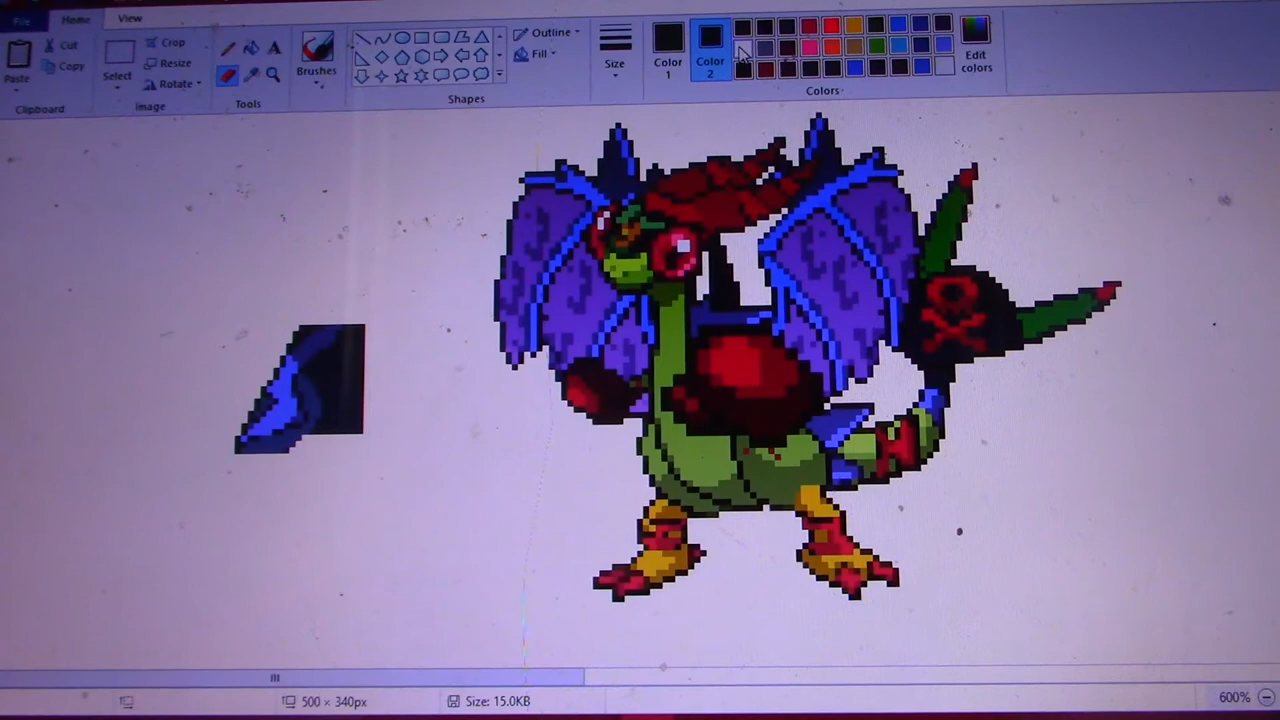 File Home View
Paste
Cut
Copy
Clipboard
Select
Crop
Resize
Rotate
Image
A
Tools
Brushes
Shapes
Outline
Fill
Size
Color 1
Color 2
Colors
Edit colors
500 × 340px
Size: 15.0KB
600%